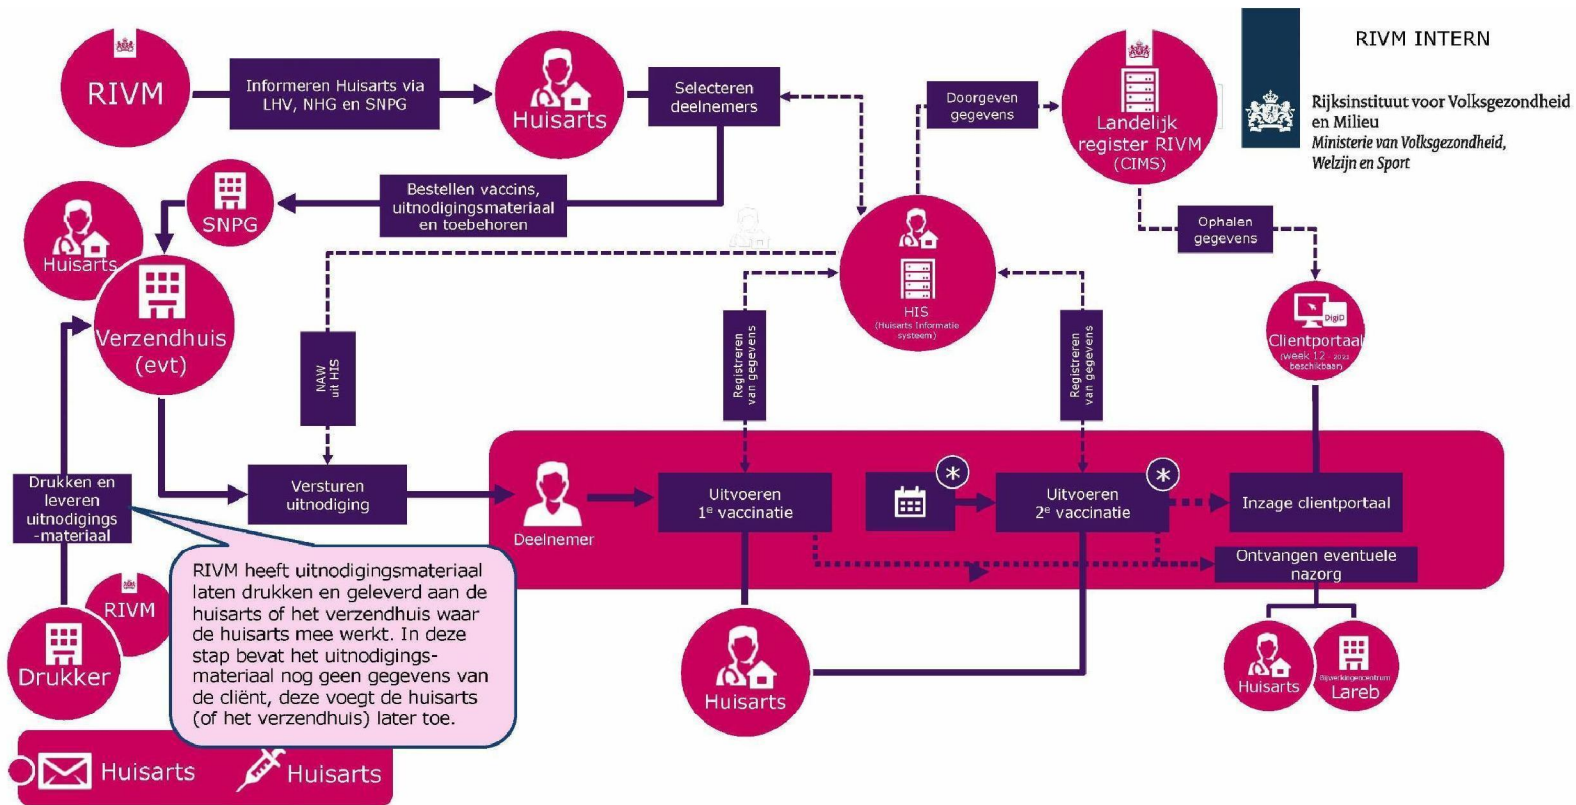 RIVM
Informeren Huisarts via
LHV, NHG en SNPG
Huisarts
Selecteren
deelnemers
Doorgeven
gegevens
Landelijk
register RIVM
(CIMS)
RIVM INTERN
Rijksinstituut voor Volksgezondheid
en Milieu
Ministerie van Volksgezondheid,
Welzijn en Sport
Bestellen vaccins,
uitnodigingsmateriaal
en toebehoren
SNPG
Huisarts
Verzendhuis
(evt)
Ophalen
gegevens
HIS
(Huisarts Informatie
systeem)
DigiD
Clientportaal
(week 12 - 2021
beschikbaar)
NAW
uit HIS
Registreren
van gegevens
Registreren
van gegevens
Drukken en
leveren
uitnodigings
-materiaal
Versturen
uitnodiging
Deelnemer
Uitvoeren
1e vaccinatie
*
Uitvoeren
2e vaccinatie
*
Inzage clientportaal
Ontvangen eventuele
nazorg
RIVM heeft uitnodigingsmateriaal
laten drukken en geleverd aan de
huisarts of het verzendhuis waar
de huisarts mee werkt. In deze
stap bevat het uitnodigings-
materiaal nog geen gegevens van
de cliënt, deze voegt de huisarts
(of het verzendhuis) later toe.
RIVM
Drukker
Huisarts
Huisarts
Bijwerkingencentrum
Lareb
Huisarts
Huisarts